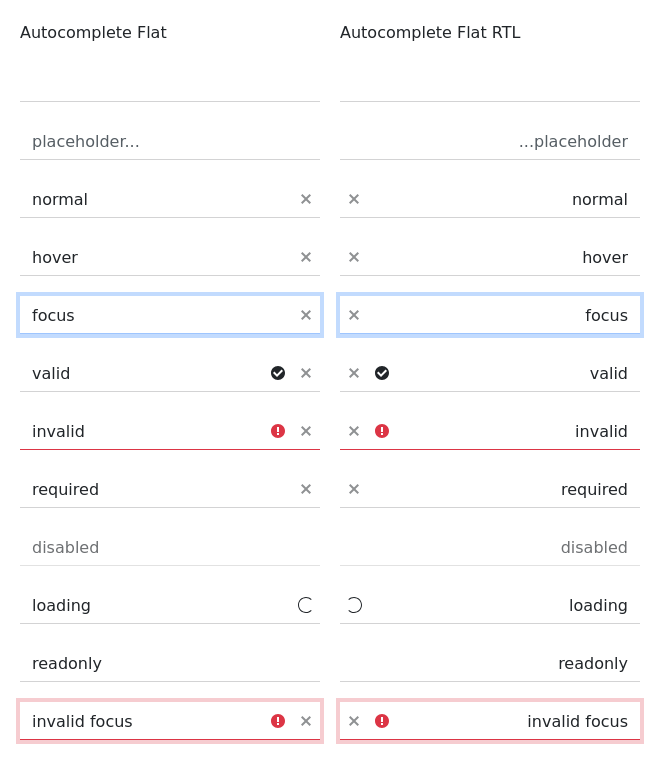 Autocomplete Flat
placeholder...
normal
hover
focus
valid
invalid
required
disabled
loading
readonly
invalid focus
Autocomplete Flat RTL
...placeholder
normal
hover
focus
valid
invalid
required
disabled
loading
readonly
invalid focus